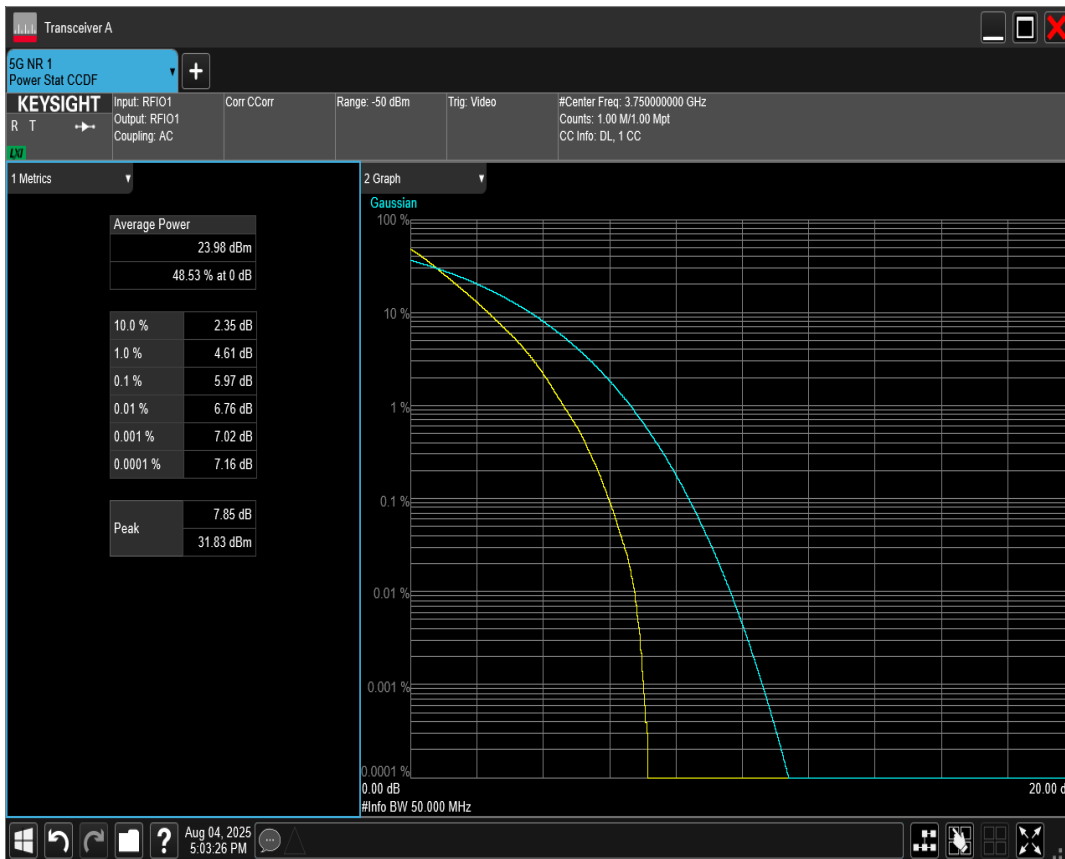 Transceiver A
5G NR 1
Power Stat CCDF
+
KEYSIGHT
R T
LXI
Input: RFIO1
Output: RFIO1
Coupling: AC
Corr CCorr
Range: -50 dBm
Trig: Video
#Center Freq: 3.750000000 GHz
Counts: 1.00 M/1.00 Mpt
CC Info: DL, 1 CC
1 Metrics
Average Power
23.98 dBm
48.53 % at 0 dB
10.0 % 2.35 dB
1.0 % 4.61 dB
0.1 % 5.97 dB
0.01 % 6.76 dB
0.001 % 7.02 dB
0.0001 % 7.16 dB
Peak 7.85 dB
31.83 dBm
2 Graph
Gaussian
100 %
10 %
1 %
0.1 %
0.01 %
0.001 %
0.0001 %
0.00 dB
20.00 d
#Info BW 50.000 MHz
?
Aug 04, 2025
5:03:26 PM